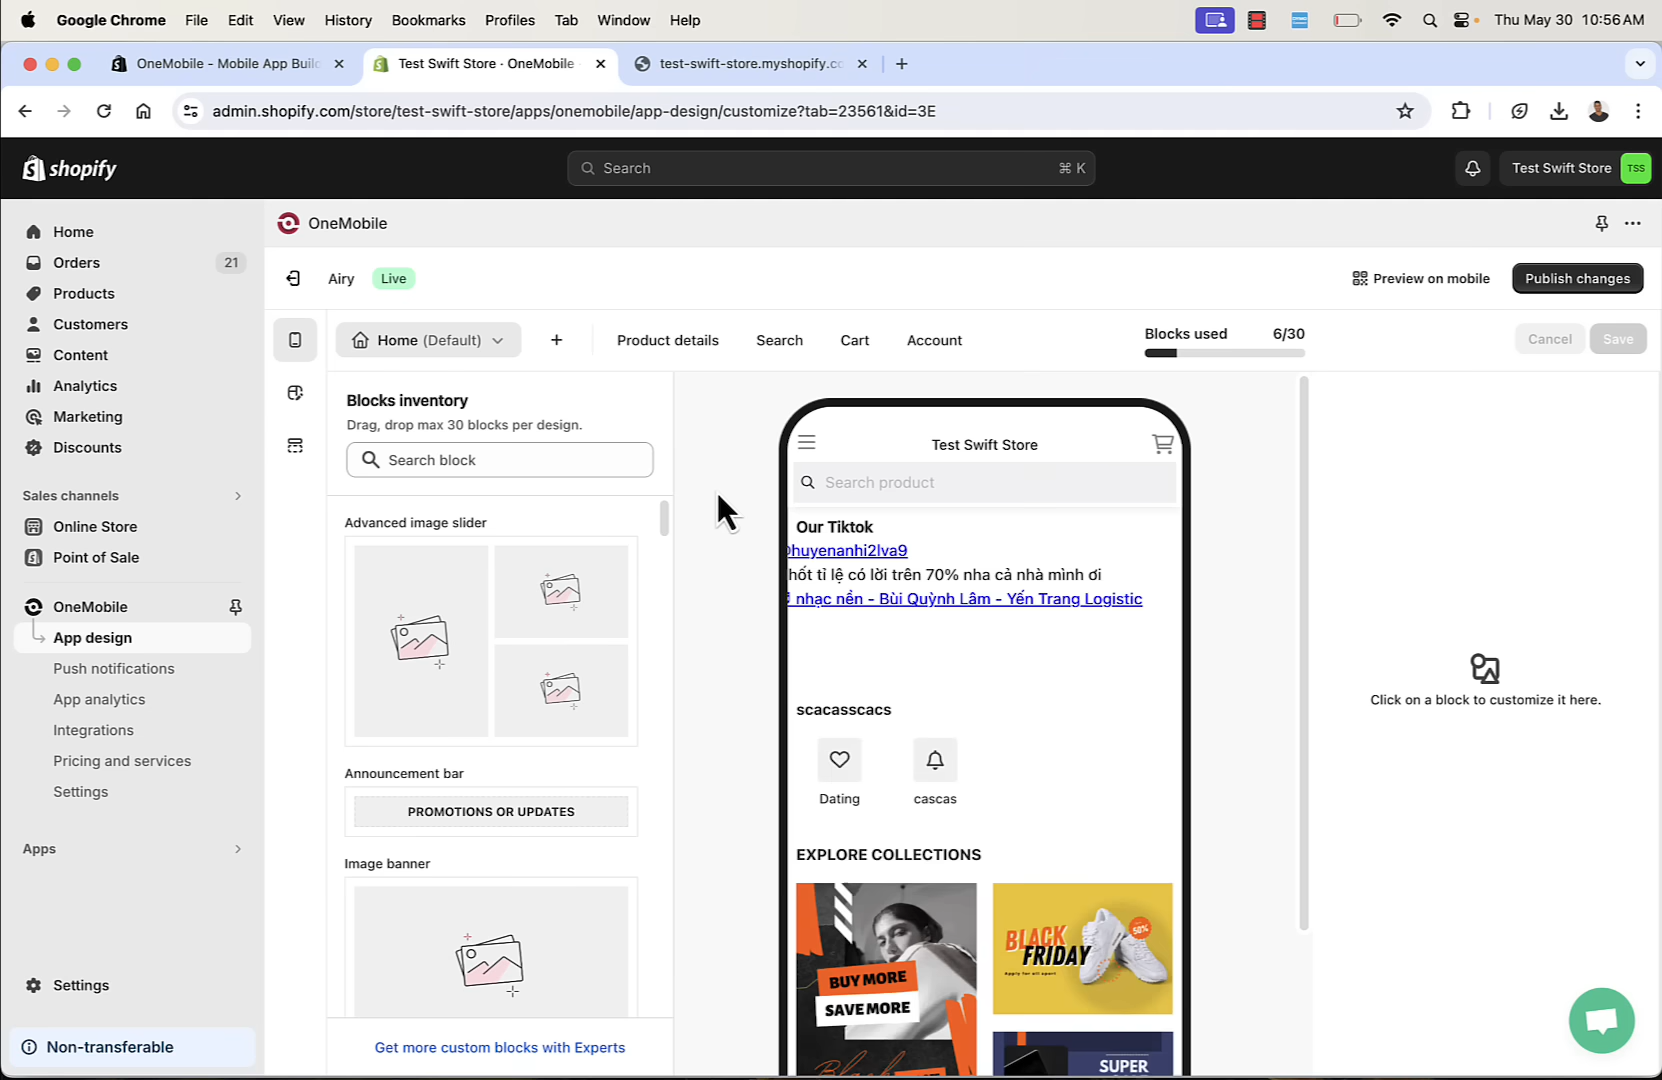 Google Chrome File Edit View History Bookmarks Profiles Tab Window Help Thu May 30 10:56 AM
OneMobile - Mobile App Buil Test Swift Store · OneMobile test-swift-store.myshopify.co
admin.shopify.com/store/test-swift-store/apps/onemobile/app-design/customize?tab=23561&id=3E
shopify Search ⌘ K Test Swift Store TSS
OneMobile
Airy Live Preview on mobile Publish changes
Home (Default) Product details Search Cart Account Blocks used 6/30 Cancel Save
Home
Orders 21
Products
Customers
Content
Analytics
Marketing
Discounts
Sales channels
Online Store
Point of Sale
OneMobile
App design
Push notifications
App analytics
Integrations
Pricing and services
Settings
Apps
Settings
Non-transferable
Blocks inventory
Drag, drop max 30 blocks per design.
Search block
Advanced image slider
Announcement bar
PROMOTIONS OR UPDATES
Image banner
Get more custom blocks with Experts
Test Swift Store
Search product
Our Tiktok
huyenanhi2lva9
hốt tỉ lệ có lời trên 70% nha cả nhà mình ơi
nhạc nền - Bùi Quỳnh Lâm - Yến Trang Logistic
scacasscacs
Dating cascas
EXPLORE COLLECTIONS
BUY MORE
SAVE MORE
Black
BLACK
FRIDAY
50%
Apply for all sport
SUPER
Click on a block to customize it here.